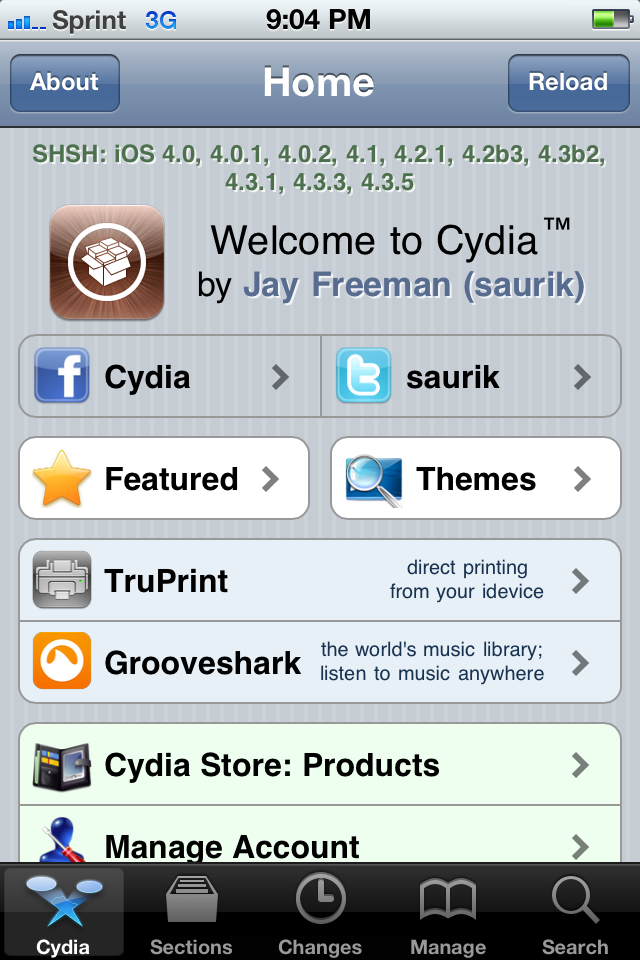 Sprint 3G 9:04 PM
About Home Reload
SHSH: iOS 4.0, 4.0.1, 4.0.2, 4.1, 4.2.1, 4.2b3, 4.3b2,
4.3.1, 4.3.3, 4.3.5
Welcome to Cydia™
by Jay Freeman (saurik)
f Cydia t saurik
Featured Themes
TruPrint direct printing
from your idevice
Grooveshark the world's music library;
listen to music anywhere
Cydia Store: Products
Manage Account
Cydia Sections Changes Manage Search